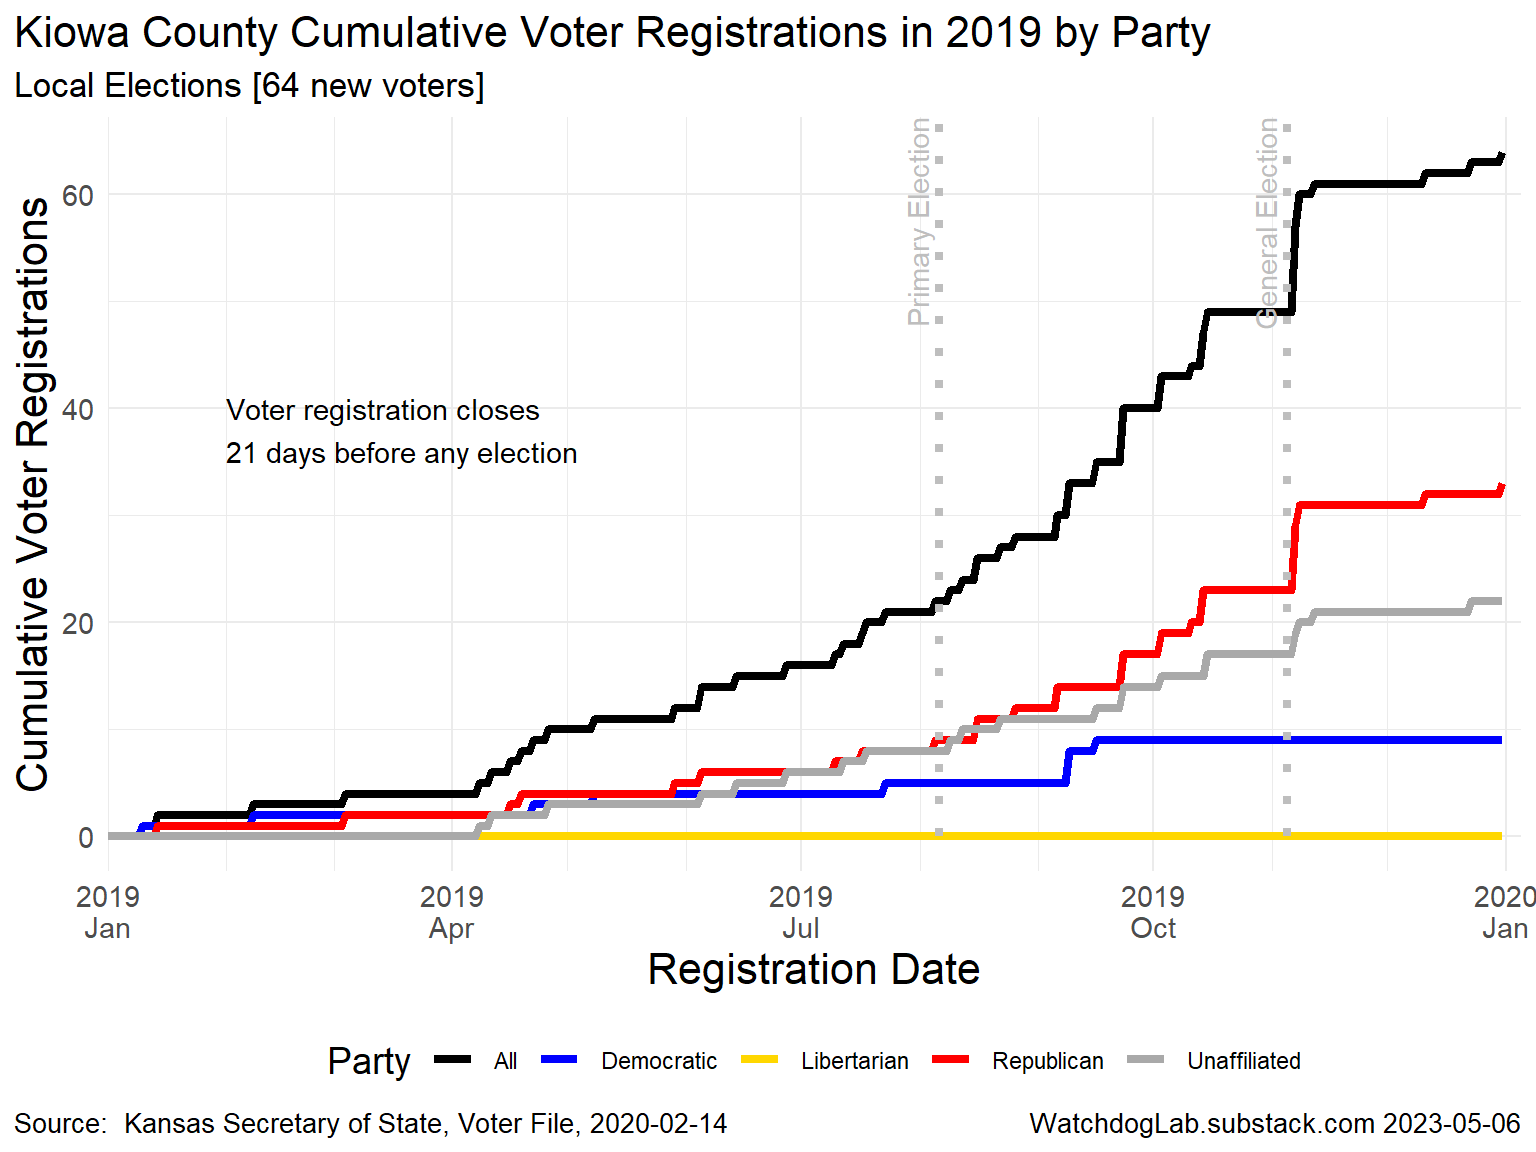 Kiowa County Cumulative Voter Registrations in 2019 by Party
Local Elections [64 new voters]
Cumulative Voter Registrations
60
40
20
0
Primary Election
General Election
Voter registration closes
21 days before any election
2019
Jan
2019
Apr
2019
Jul
2019
Oct
2020
Jan
Registration Date
Party
All
Democratic
Libertarian
Republican
Unaffiliated
Source:  Kansas Secretary of State, Voter File, 2020-02-14
WatchdogLab.substack.com 2023-05-06